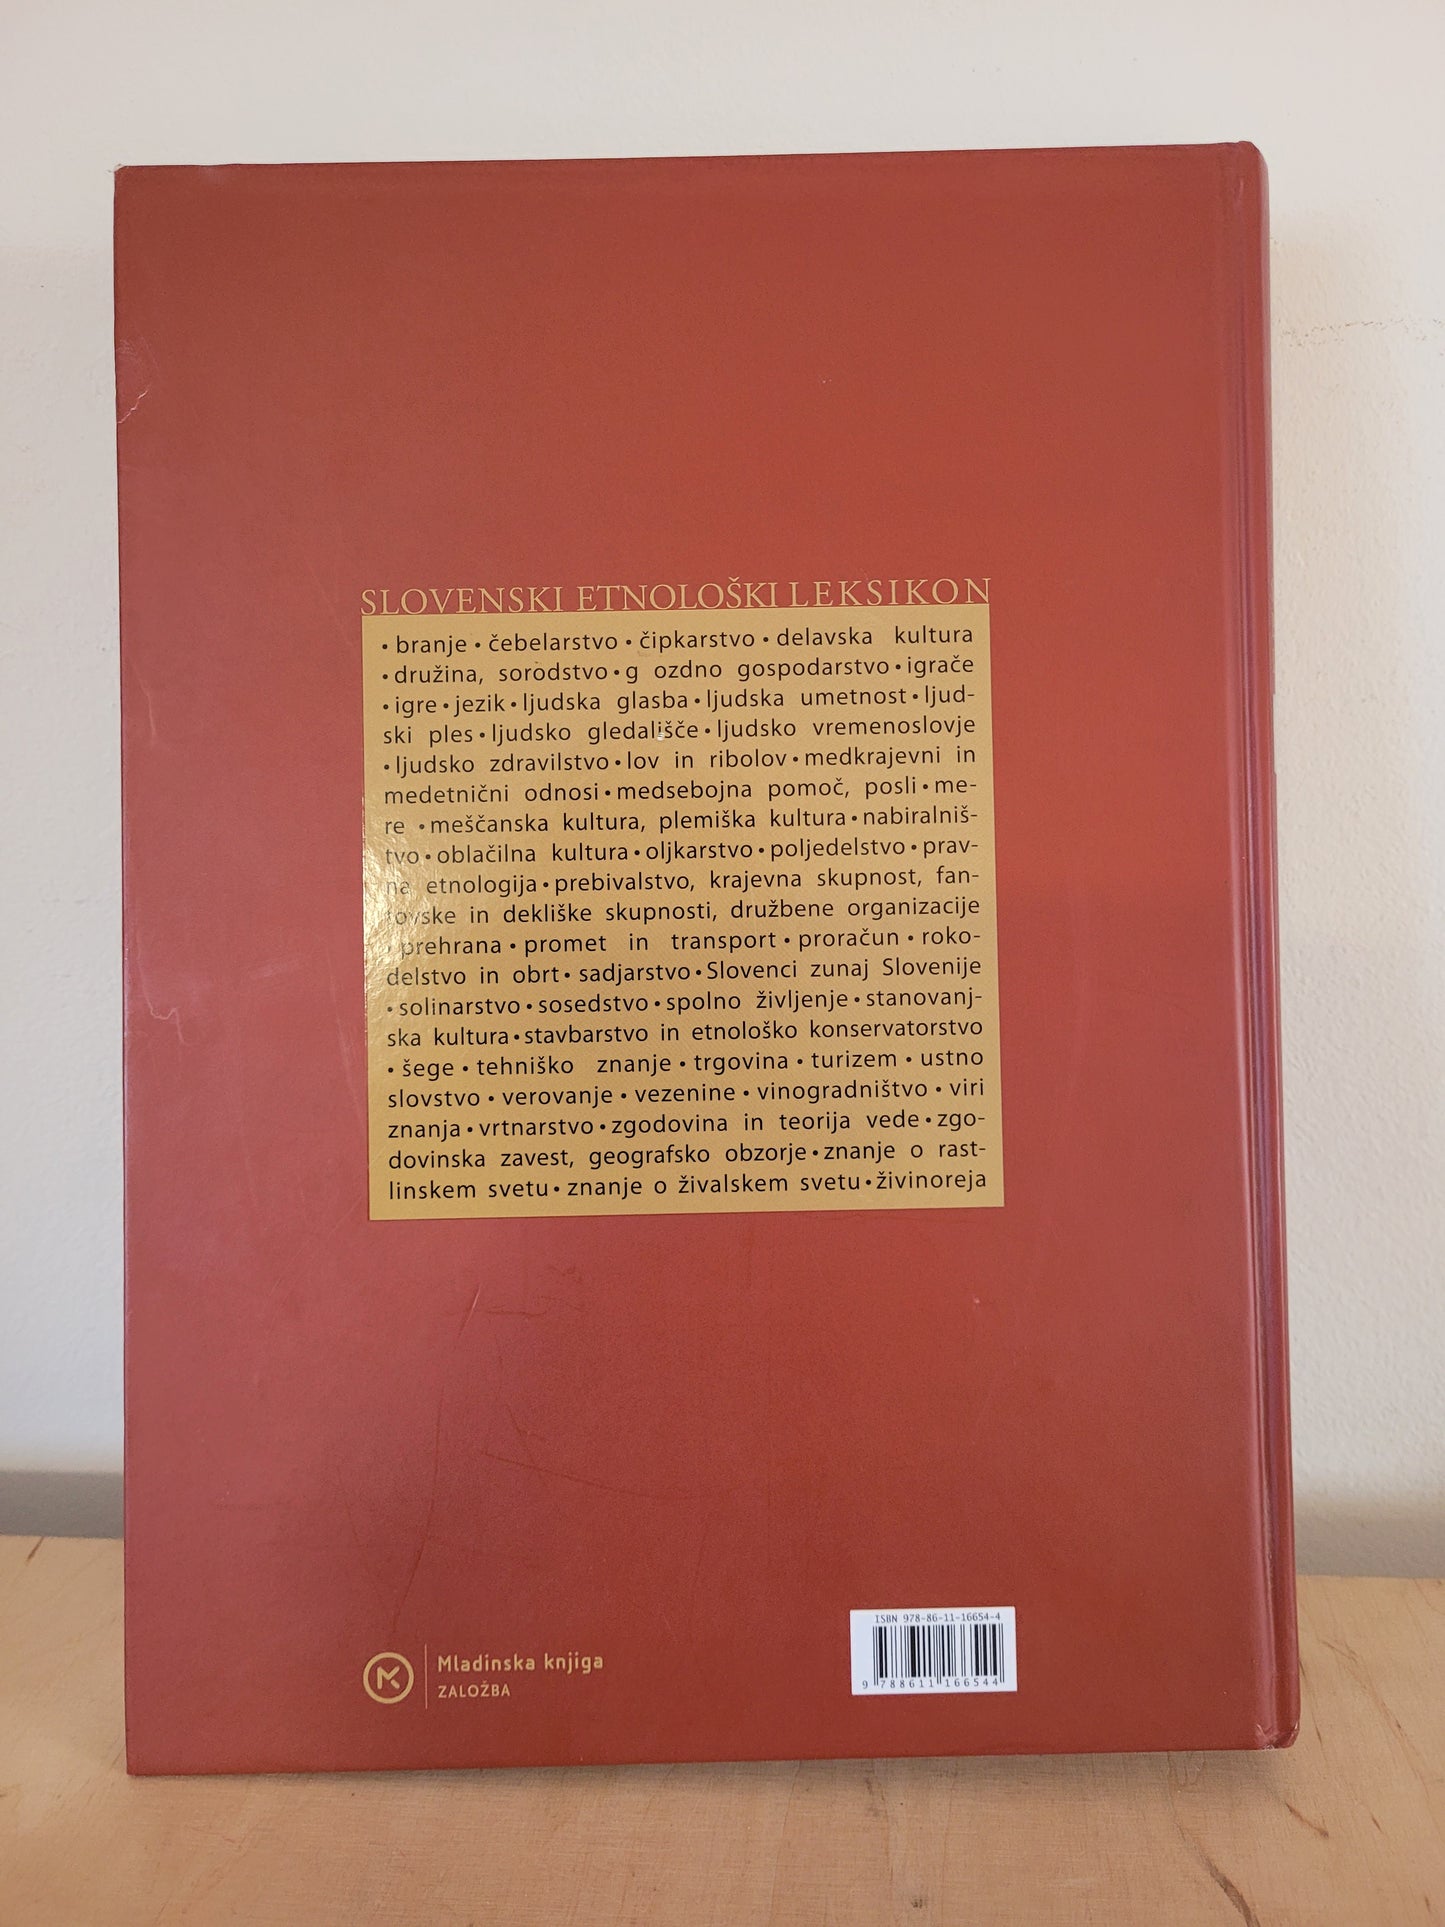 SLOVENSKI ETNOLOŠKI LEKSIKON
• branje • čebelarstvo • čipkarstvo • delavska kultura
• družina, sorodstvo • g ozdno gospodarstvo • igrače
• igre • jezik • ljudska glasba • ljudska umetnost • ljud-
ski ples • ljudsko gledališče • ljudsko vremenoslovje
• ljudsko zdravilstvo • lov in ribolov • medkrajevni in
medetnični odnosi • medsebojna pomoč, posli • me-
re • meščanska kultura, plemiška kultura • nabiralniš-
tvo • oblačilna kultura • oljkarstvo • poljedelstvo • prav-
na etnologija • prebivalstvo, krajevna skupnost, fan-
tovske in dekliške skupnosti, družbene organizacije
• prehrana • promet in transport • proračun • roko-
delstvo in obrt • sadjarstvo • Slovenci zunaj Slovenije
• solinarstvo • sosedstvo • spolno življenje • stanovanj-
ska kultura • stavbarstvo in etnološko konservatorstvo
• šege • tehniško znanje • trgovina • turizem • ustno
slovstvo • verovanje • vezenine • vinogradništvo • viri
znanja • vrtnarstvo • zgodovina in teorija vede • zgo-
dovinska zavest, geografsko obzorje • znanje o rast-
linskem svetu • znanje o živalskem svetu • živinoreja
Mladinska knjiga
ZALOŽBA
ISBN 978-86-11-16654-4
9 788611 166544